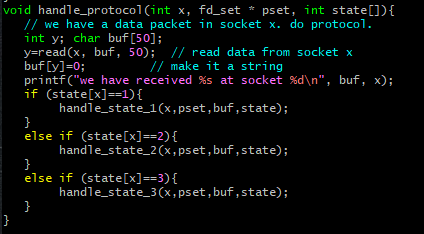 void handle_protocol(int x, fd_set * pset, int state[]){
   // we have a data packet in socket x. do protocol.
   int y; char buf[50];
   y=read(x, buf, 50);  // read data from socket x
   buf[y]=0;         // make it a string
   printf("we have received %s at socket %d\n", buf, x);
   if (state[x]==1){
        handle_state_1(x,pset,buf,state);
   }
   else if (state[x]==2){
        handle_state_2(x,pset,buf,state);
   }
   else if (state[x]==3){
        handle_state_3(x,pset,buf,state);
   }
}